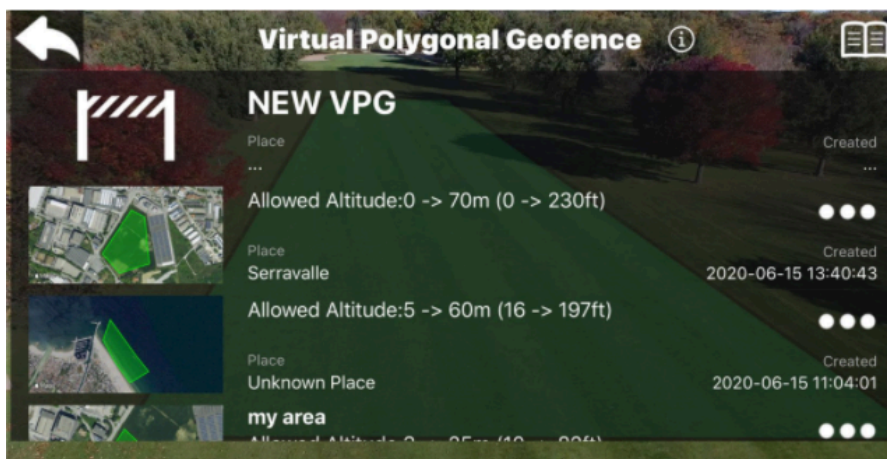 Virtual Polygonal Geofence
NEW VPG
Place
Created
...
...
Allowed Altitude:0 -> 70m (0 -> 230ft)
Place
Created
Serravalle
2020-06-15 13:40:43
Allowed Altitude:5 -> 60m (16 -> 197ft)
Place
Created
Unknown Place
2020-06-15 11:04:01
my area
Allowed Altitude: